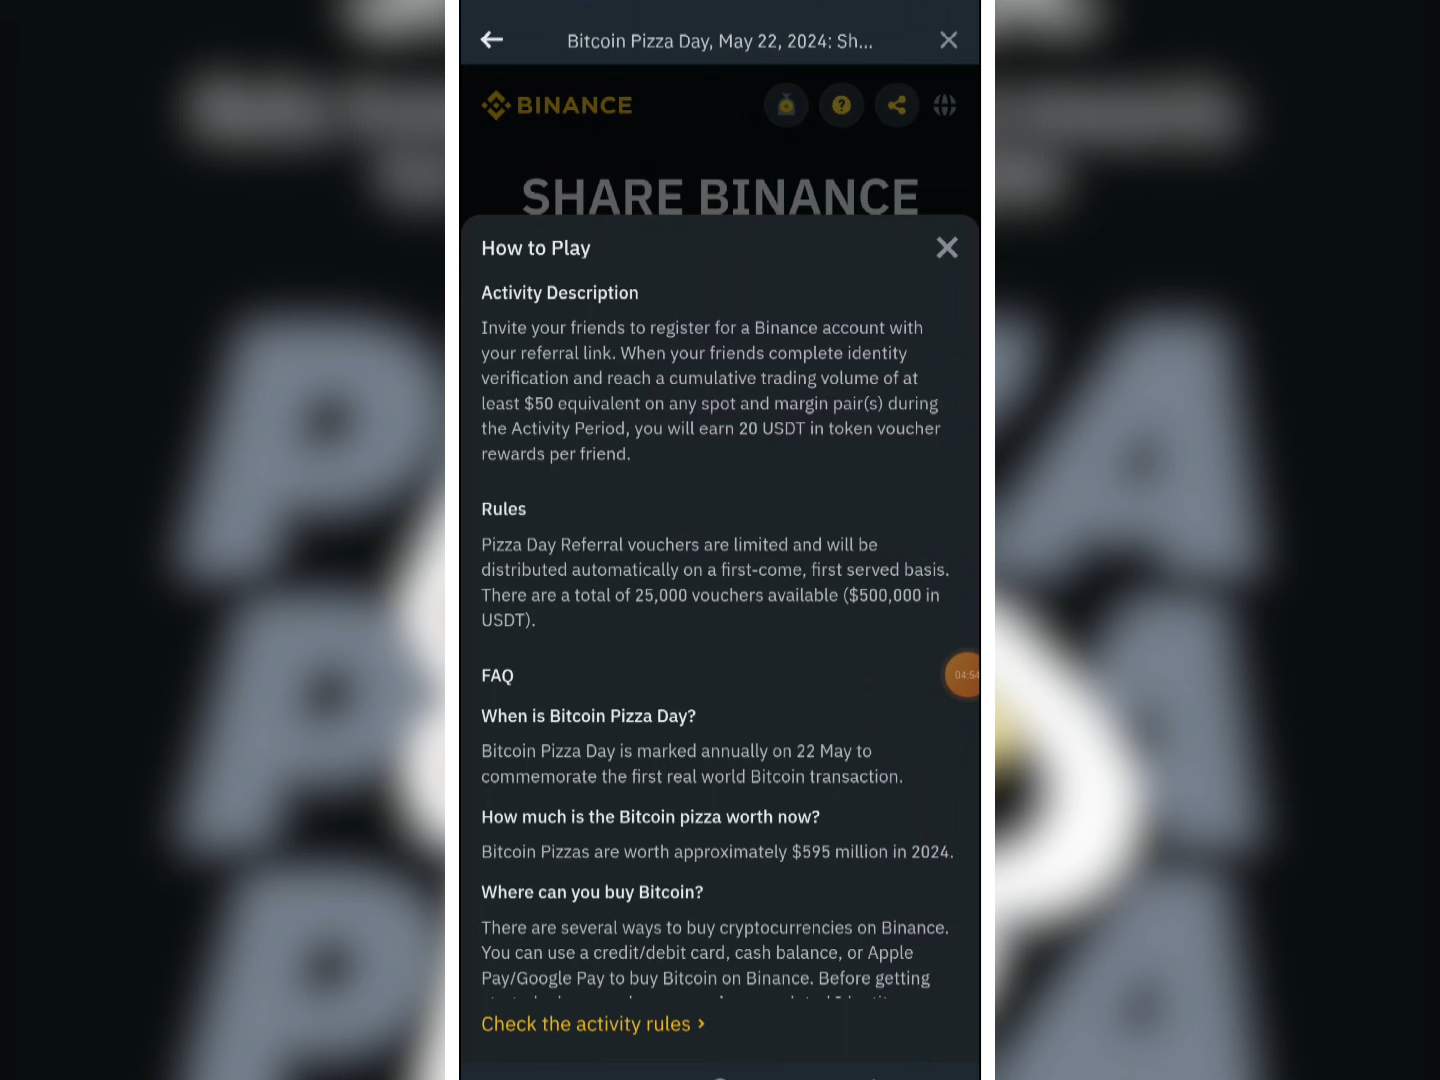 Bitcoin Pizza Day, May 22, 2024: Sh...
BINANCE
SHARE BINANCE
How to Play
Activity Description
Invite your friends to register for a Binance account with
your referral link. When your friends complete identity
verification and reach a cumulative trading volume of at
least $50 equivalent on any spot and margin pair(s) during
the Activity Period, you will earn 20 USDT in token voucher
rewards per friend.
Rules
Pizza Day Referral vouchers are limited and will be
distributed automatically on a first-come, first served basis.
There are a total of 25,000 vouchers available ($500,000 in
USDT).
FAQ
04:54
When is Bitcoin Pizza Day?
Bitcoin Pizza Day is marked annually on 22 May to
commemorate the first real world Bitcoin transaction.
How much is the Bitcoin pizza worth now?
Bitcoin Pizzas are worth approximately $595 million in 2024.
Where can you buy Bitcoin?
There are several ways to buy cryptocurrencies on Binance.
You can use a credit/debit card, cash balance, or Apple
Pay/Google Pay to buy Bitcoin on Binance. Before getting
Check the activity rules >